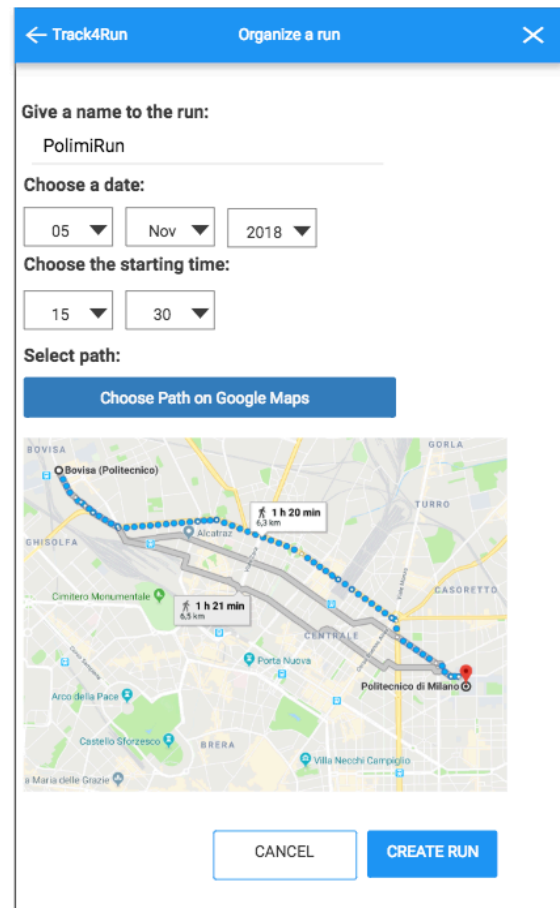 Track4Run
Organize a run
Give a name to the run:
PolimiRun
Choose a date:
05 Nov 2018
Choose the starting time:
15 30
Select path:
Choose Path on Google Maps
BOVISA
GORLA
Bovisa (Politecnico)
1 h 20 min
6,3 km
TURRO
Alcatraz
GHISOLFA
CASORETTO
Cimitero Monumentale
1 h 21 min
6,5 km
CENTRALE
Porta Nuova
Politecnico di Milano
Arco della Pace
Castello Sforzesco
BRERA
Villa Necchi Campiglio
a Maria delle Grazie
CANCEL
CREATE RUN